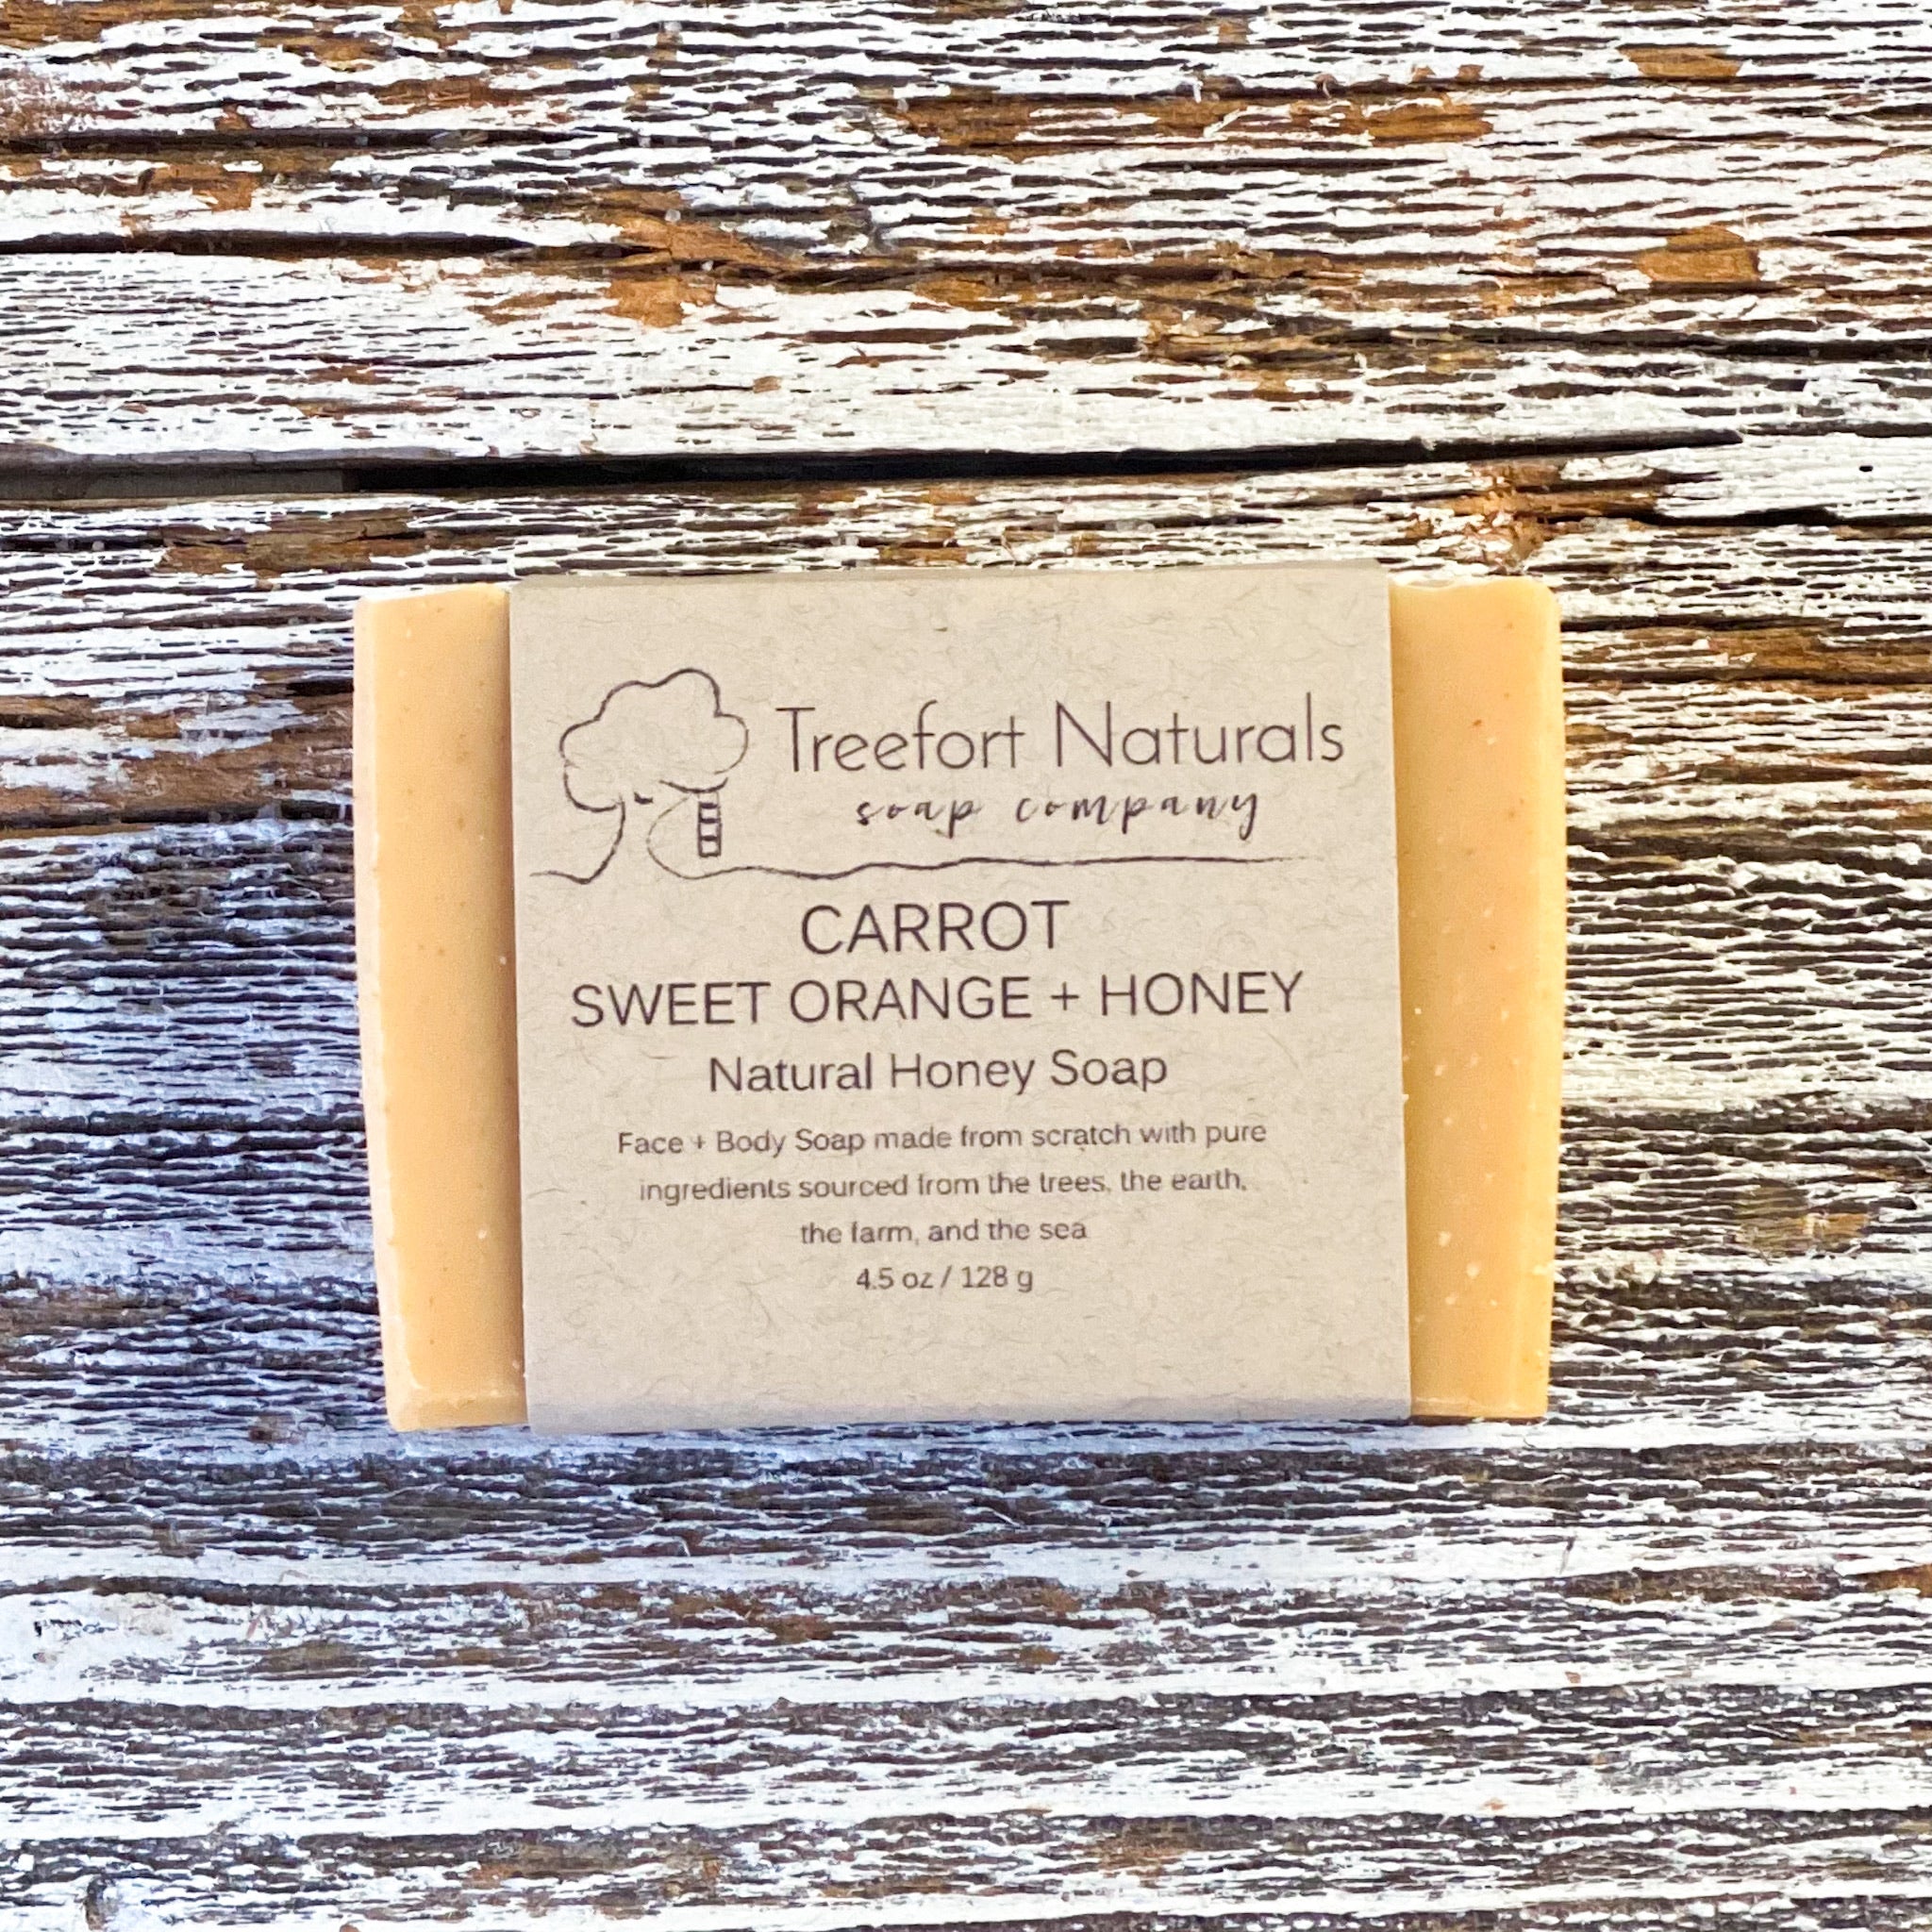 Treefort Naturals
soap company
CARROT
SWEET ORANGE + HONEY
Natural Honey Soap
Face + Body Soap made from scratch with pure
ingredients sourced from the trees, the earth,
the farm, and the sea
4.5 oz / 128 g